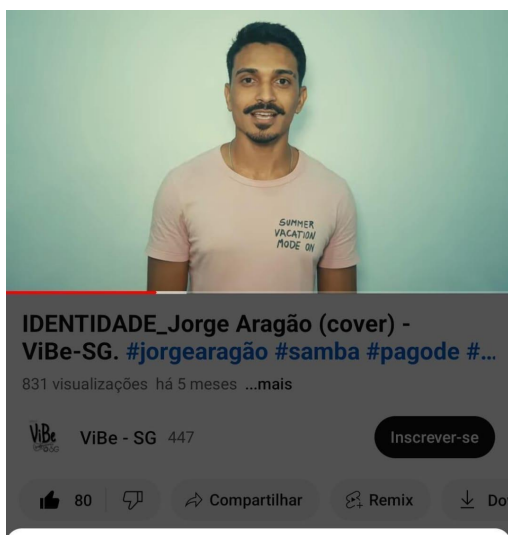 SUMMER
VACATION
MODE ON
IDENTIDADE_Jorge Aragão (cover) -
ViBe-SG. #jorgearagão #samba #pagode #...
831 visualizações há 5 meses ...mais
ViBe
ViBe - SG 447
Inscrever-se
80
Compartilhar
Remix
Do